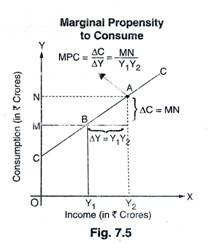 Marginal Propensity
to Consume
Y
MPC = ΔC/ΔY = MN/Y₁Y₂
C
A
N
ΔC = MN
B
M
ΔY = Y₁Y₂
C
O
Y₁
Y₂
X
Consumption (in ₹ Crores)
Income (in ₹ Crores)
Fig. 7.5